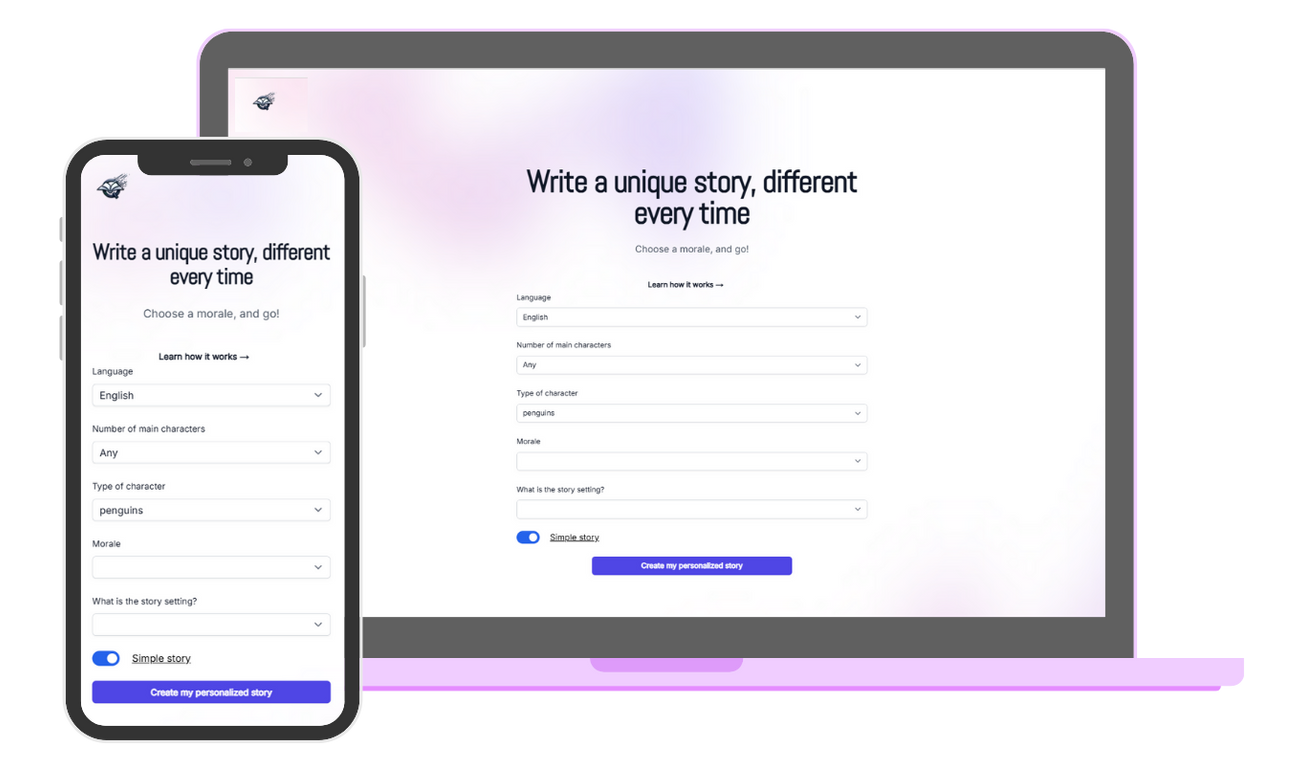 Write a unique story, different
every time
Choose a morale, and go!
Learn how it works →
Language
English
Number of main characters
Any
Type of character
penguins
Morale
What is the story setting?
Simple story
Create my personalized story
Write a unique story, different
every time
Choose a morale, and go!
Learn how it works →
Language
English
Number of main characters
Any
Type of character
penguins
Morale
What is the story setting?
Simple story
Create my personalized story